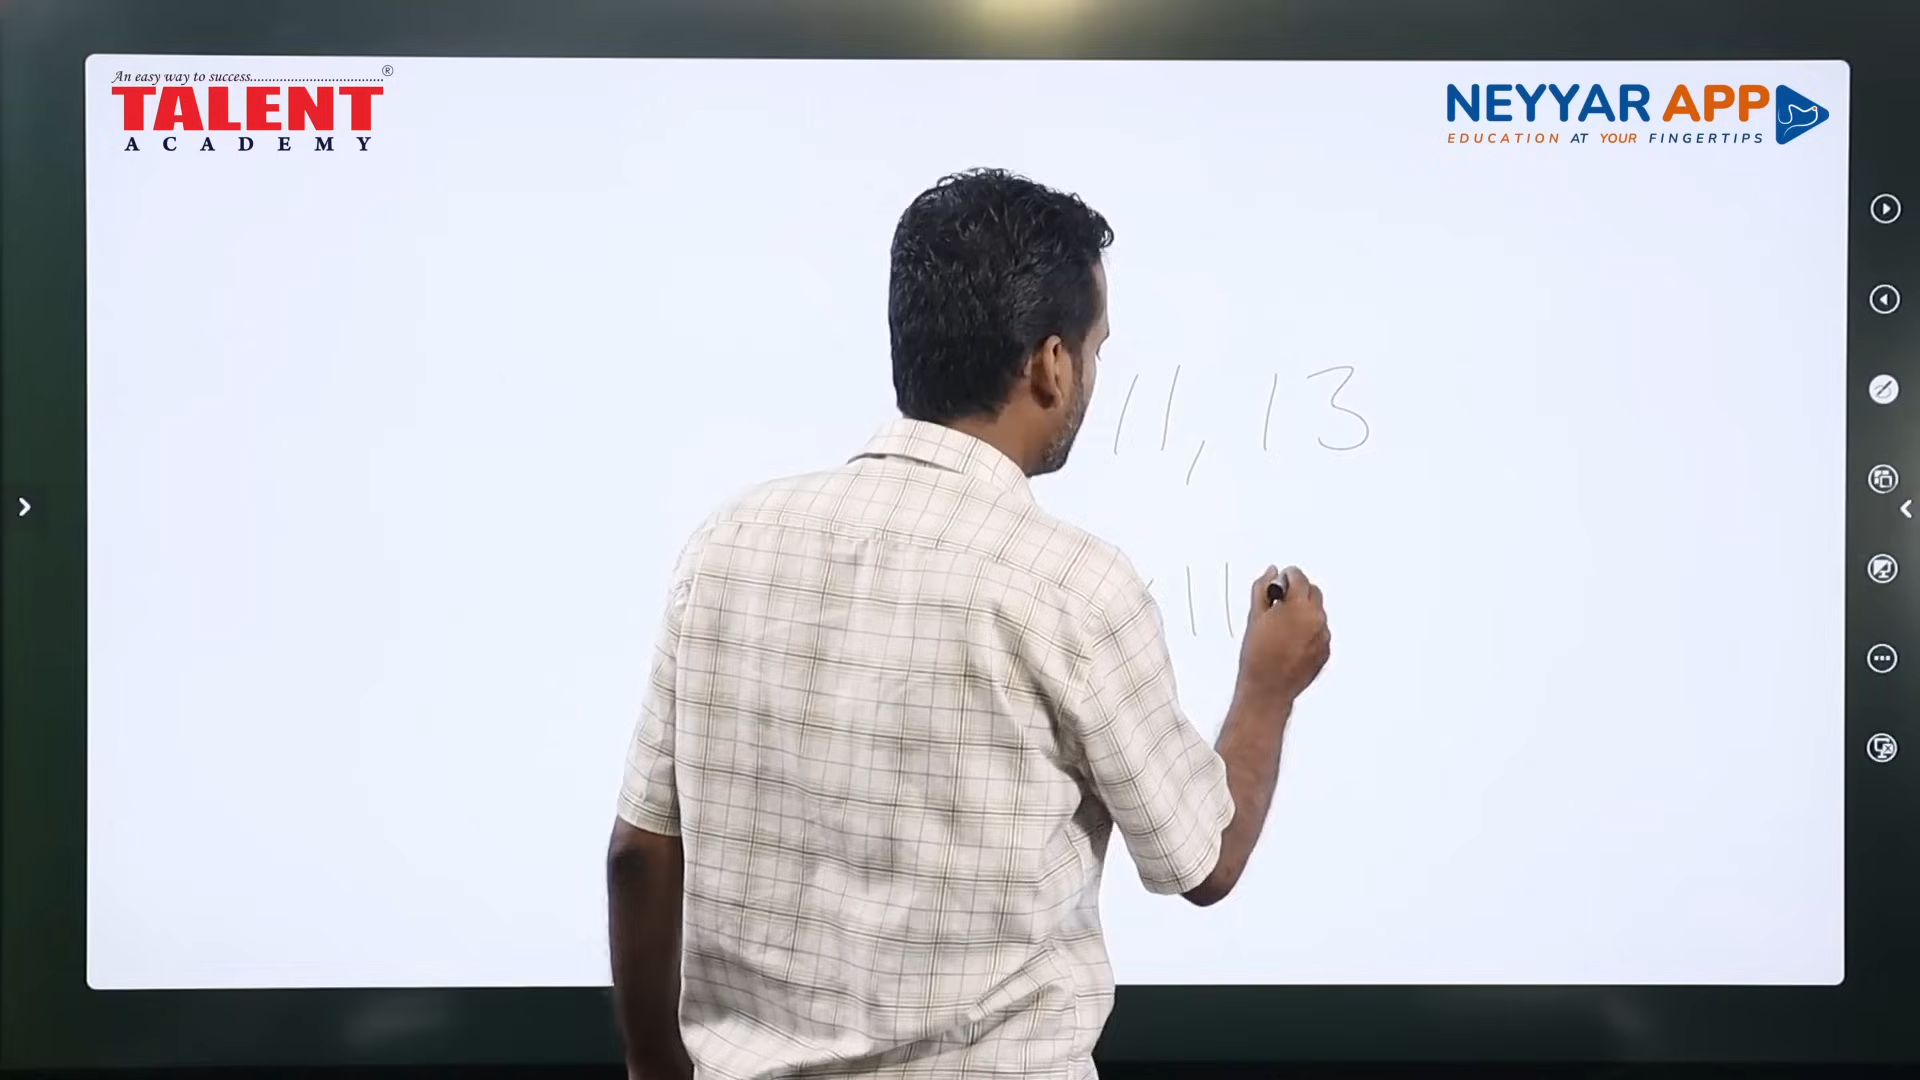 An easy way to success.....................................®
TALENT
ACADEMY
NEYYAR APP
EDUCATION AT YOUR FINGERTIPS
11, 13
11